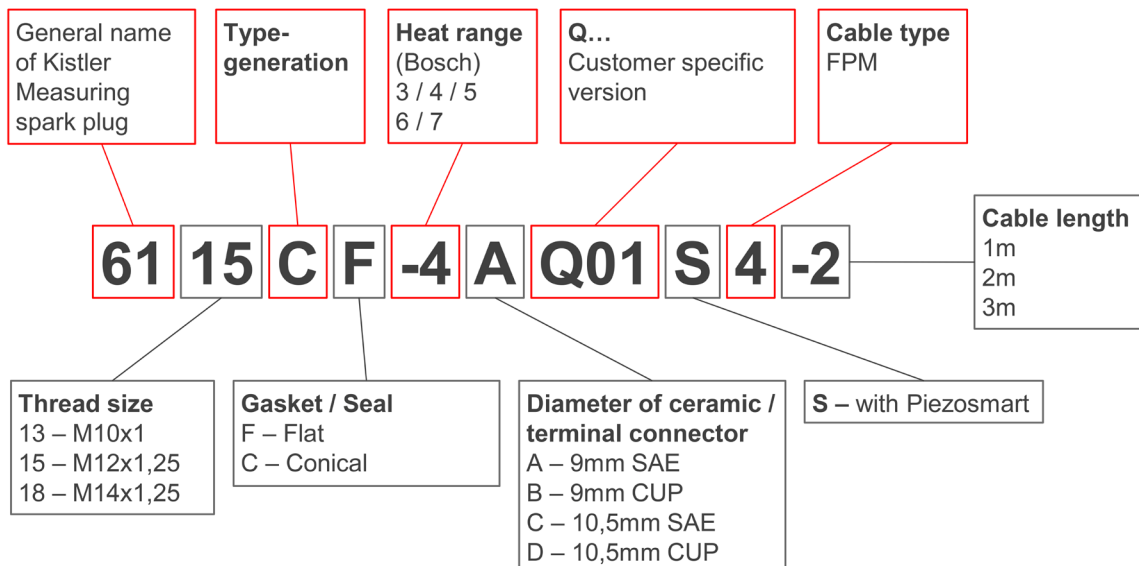 General name
of Kistler
Measuring
spark plug
Type-
generation
Heat range
(Bosch)
3 / 4 / 5
6 / 7
Q...
Customer specific
version
Cable type
FPM
61 15 C F -4 A Q01 S 4 -2
Cable length
1m
2m
3m
Thread size
13 – M10x1
15 – M12x1,25
18 – M14x1,25
Gasket / Seal
F – Flat
C – Conical
Diameter of ceramic /
terminal connector
A – 9mm SAE
B – 9mm CUP
C – 10,5mm SAE
D – 10,5mm CUP
S – with Piezosmart